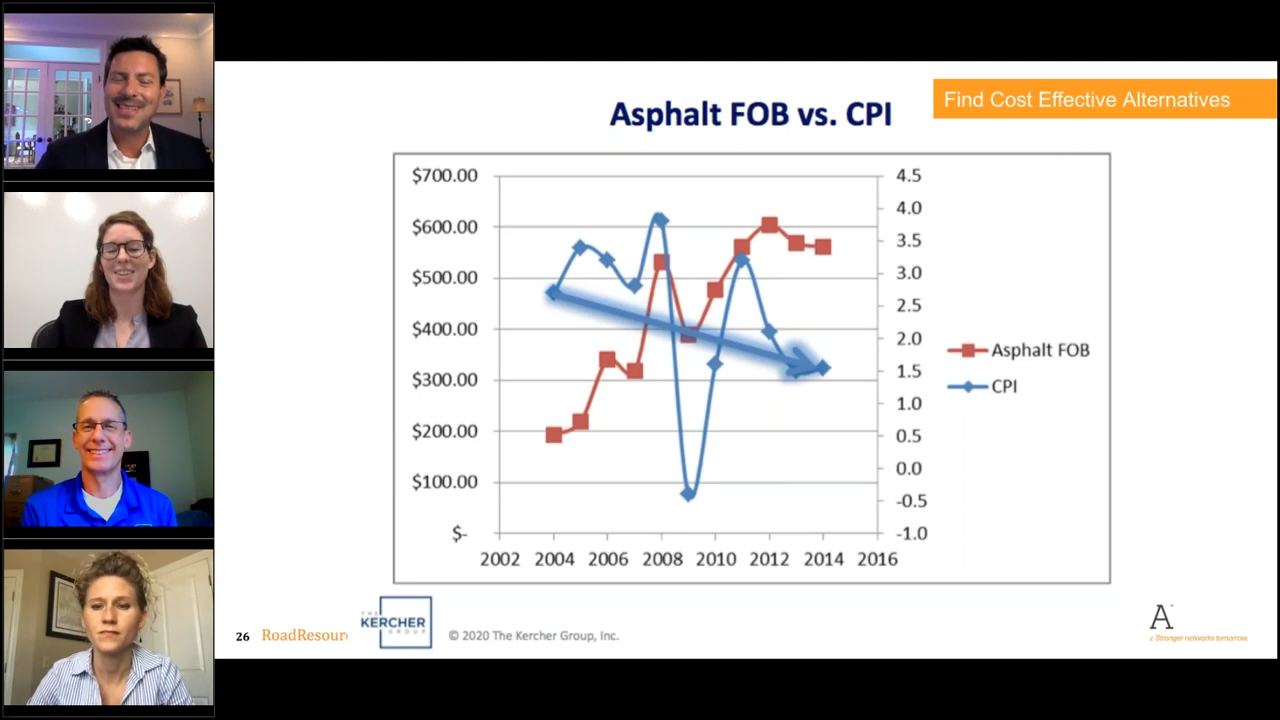 Find Cost Effective Alternatives
Asphalt FOB vs. CPI
$700.00
$600.00
$500.00
$400.00
$300.00
$200.00
$100.00
$-
4.5
4.0
3.5
3.0
2.5
2.0
1.5
1.0
0.5
0.0
-0.5
-1.0
2002 2004 2006 2008 2010 2012 2014 2016
Asphalt FOB
CPI
26 RoadResour
THE
KERCHER
GROUP
© 2020 The Kercher Group, Inc.
A
Stronger networks tomorrow.